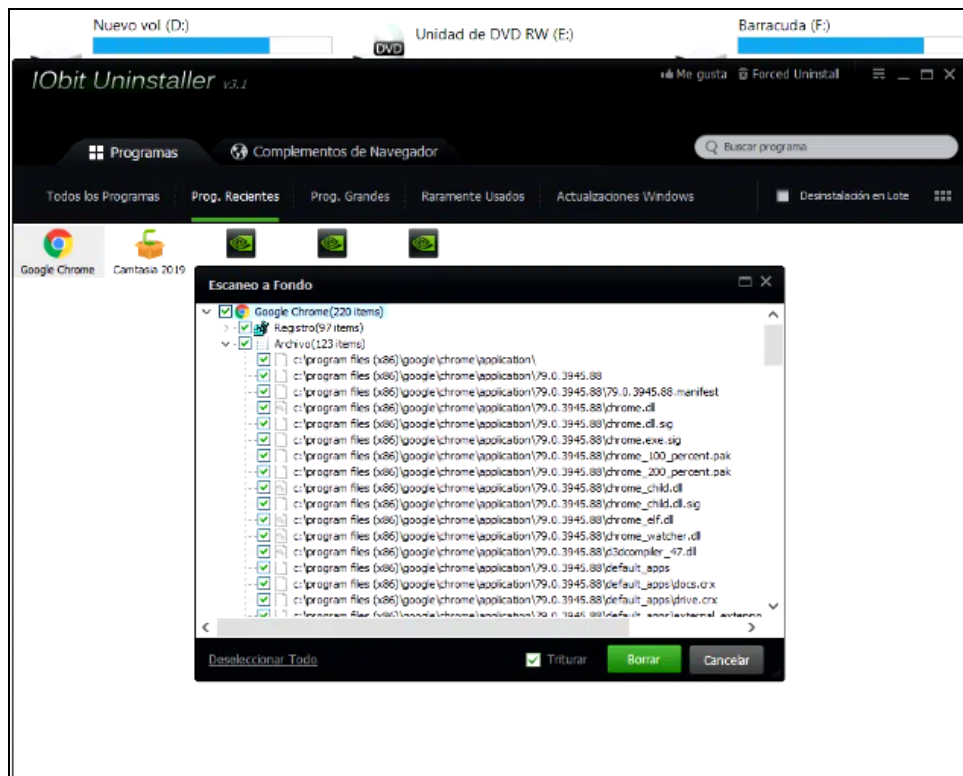 Nuevo vol (D:)
Unidad de DVD RW (E:)
Barracuda (F:)
DVD
IObit Uninstaller v3.1
Me gusta
Forced Uninstall
Programas
Complementos de Navegador
Buscar programa
Todos los Programas
Prog. Recientes
Prog. Grandes
Raramente Usados
Actualizaciones Windows
Desinstalación en Lote
Google Chrome
Camtasia 2019
Escaneo a Fondo
Google Chrome(220 items)
Registro(97 items)
Archivo(123 items)
c:\program files (x86)\google\chrome\application\
c:\program files (x86)\google\chrome\application\79.0.3945.88
c:\program files (x86)\google\chrome\application\79.0.3945.88\79.0.3945.88.manifest
c:\program files (x86)\google\chrome\application\79.0.3945.88\chrome.dll
c:\program files (x86)\google\chrome\application\79.0.3945.88\chrome.dll.sig
c:\program files (x86)\google\chrome\application\79.0.3945.88\chrome.exe.sig
c:\program files (x86)\google\chrome\application\79.0.3945.88\chrome_100_percent.pak
c:\program files (x86)\google\chrome\application\79.0.3945.88\chrome_200_percent.pak
c:\program files (x86)\google\chrome\application\79.0.3945.88\chrome_child.dll
c:\program files (x86)\google\chrome\application\79.0.3945.88\chrome_child.dll.sig
c:\program files (x86)\google\chrome\application\79.0.3945.88\chrome_elf.dll
c:\program files (x86)\google\chrome\application\79.0.3945.88\chrome_watcher.dll
c:\program files (x86)\google\chrome\application\79.0.3945.88\d3dcompiler_47.dll
c:\program files (x86)\google\chrome\application\79.0.3945.88\default_apps
c:\program files (x86)\google\chrome\application\79.0.3945.88\default_apps\docs.crx
c:\program files (x86)\google\chrome\application\79.0.3945.88\default_apps\drive.crx
c:\program files (x86)\google\chrome\application\79.0.3945.88\default_apps\external_extension
Deseleccionar Todo
Triturar
Borrar
Cancelar